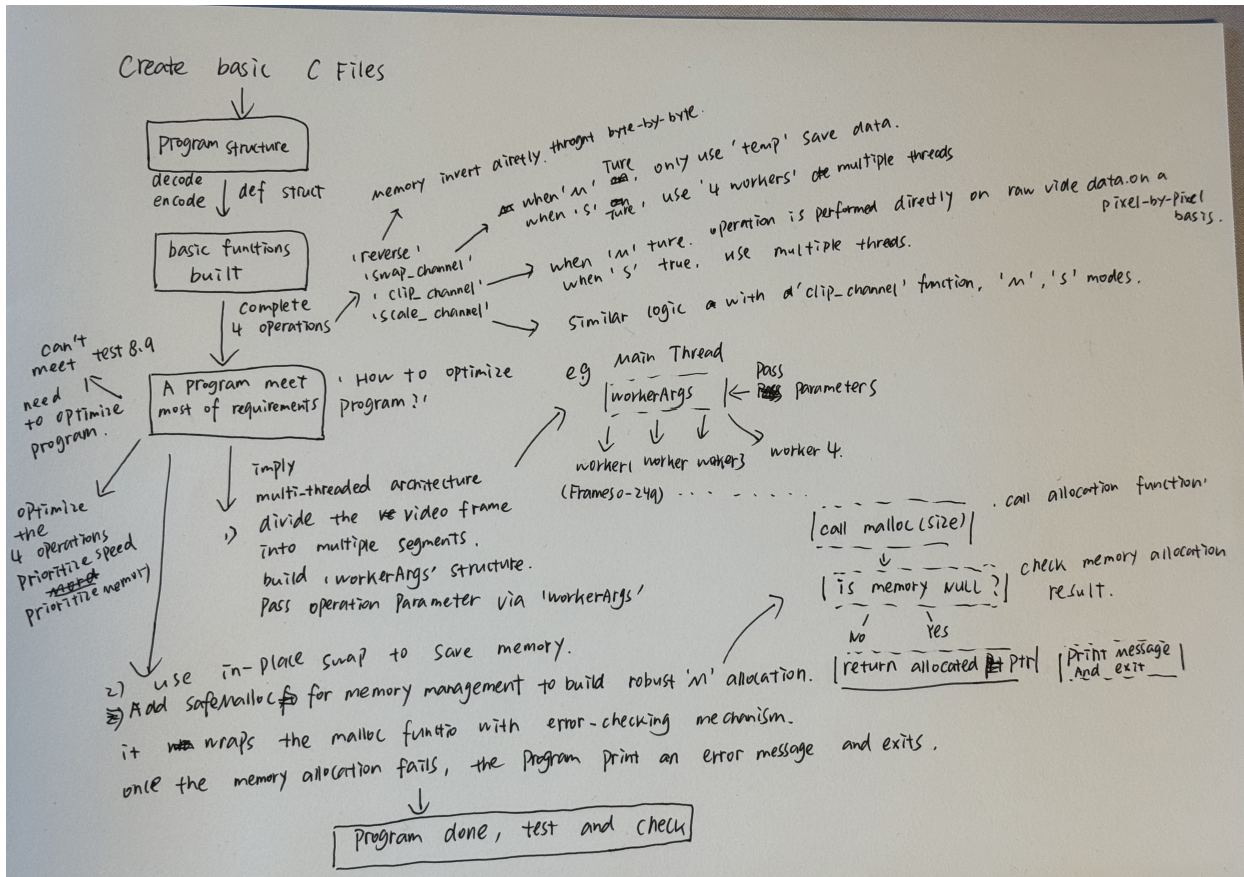 Create basic C Files
Program structure
decode
encode
def struct
basic functions
built
complete
4 operations
'reverse'
'swap_channel'
'clip_channel'
'scale_channel'
memory invert diretly. thrognt byte-by-byte.
when 'M' Ture, only use 'temp' save data.
when 'S' Ture, use '4 workers' multiple threads
when 'M' ture. operation is performed directly on raw vide data.on a
pixel-by-pixel
basis.
when 'S' true, use multiple threds.
similar logic with 'clip_channel' function, 'M', 'S' modes.
can't
meet test 8.9
need
to optimize
program.
A program meet
most of requirements
'How to optimize
program?'
optimize
the
4 operations
Prioritize speed
Prioritize memory
imply
multi-threaded architecture
1) divide the video frame
into multiple segments.
build 'workerArgs' structure.
Pass operation Parameter via 'workerArgs'
eg Main Thread
workerArgs
Pass
parameters
worker1 worker woker3 worker 4.
(Frames0-249) . . . . . . . . .
call malloc(size)
. call allocation function'
is memory NULL?
check memory allocation
result.
No Yes
return allocated ptr
print message
And exit
2) use in-place swap to save memory.
Add safeMalloc for memory management to build robust 'M' allocation.
it wraps the malloc functio with error-checking mechanism.
once the memory allocation fails, the program print an error message and exits.
Program done, test and check